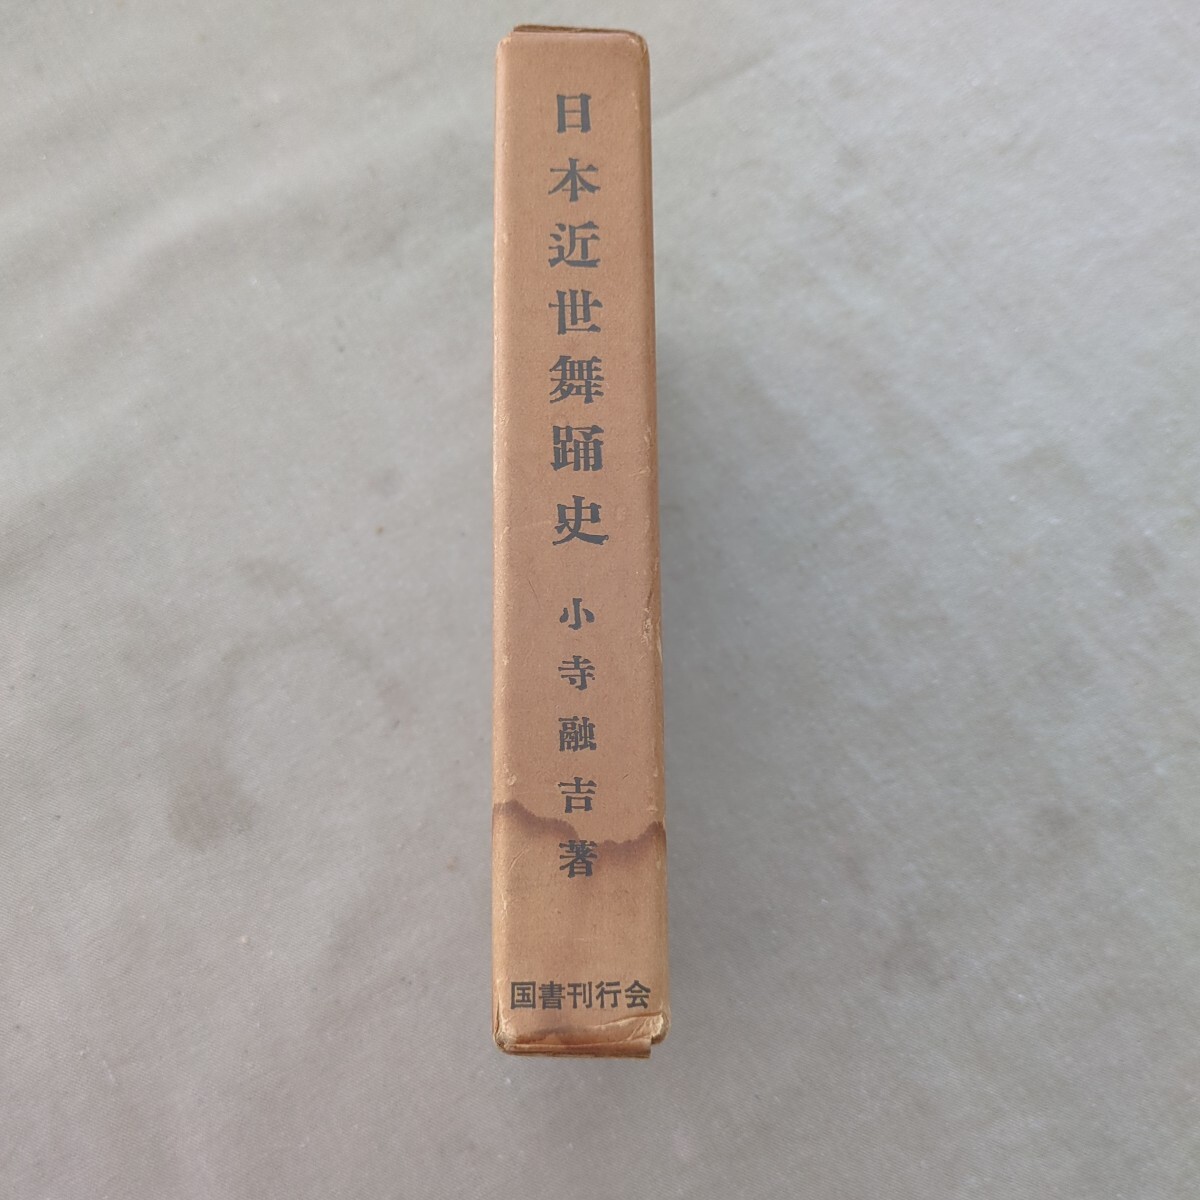 日本近世舞踊史
小寺融吉著
国書刊行会